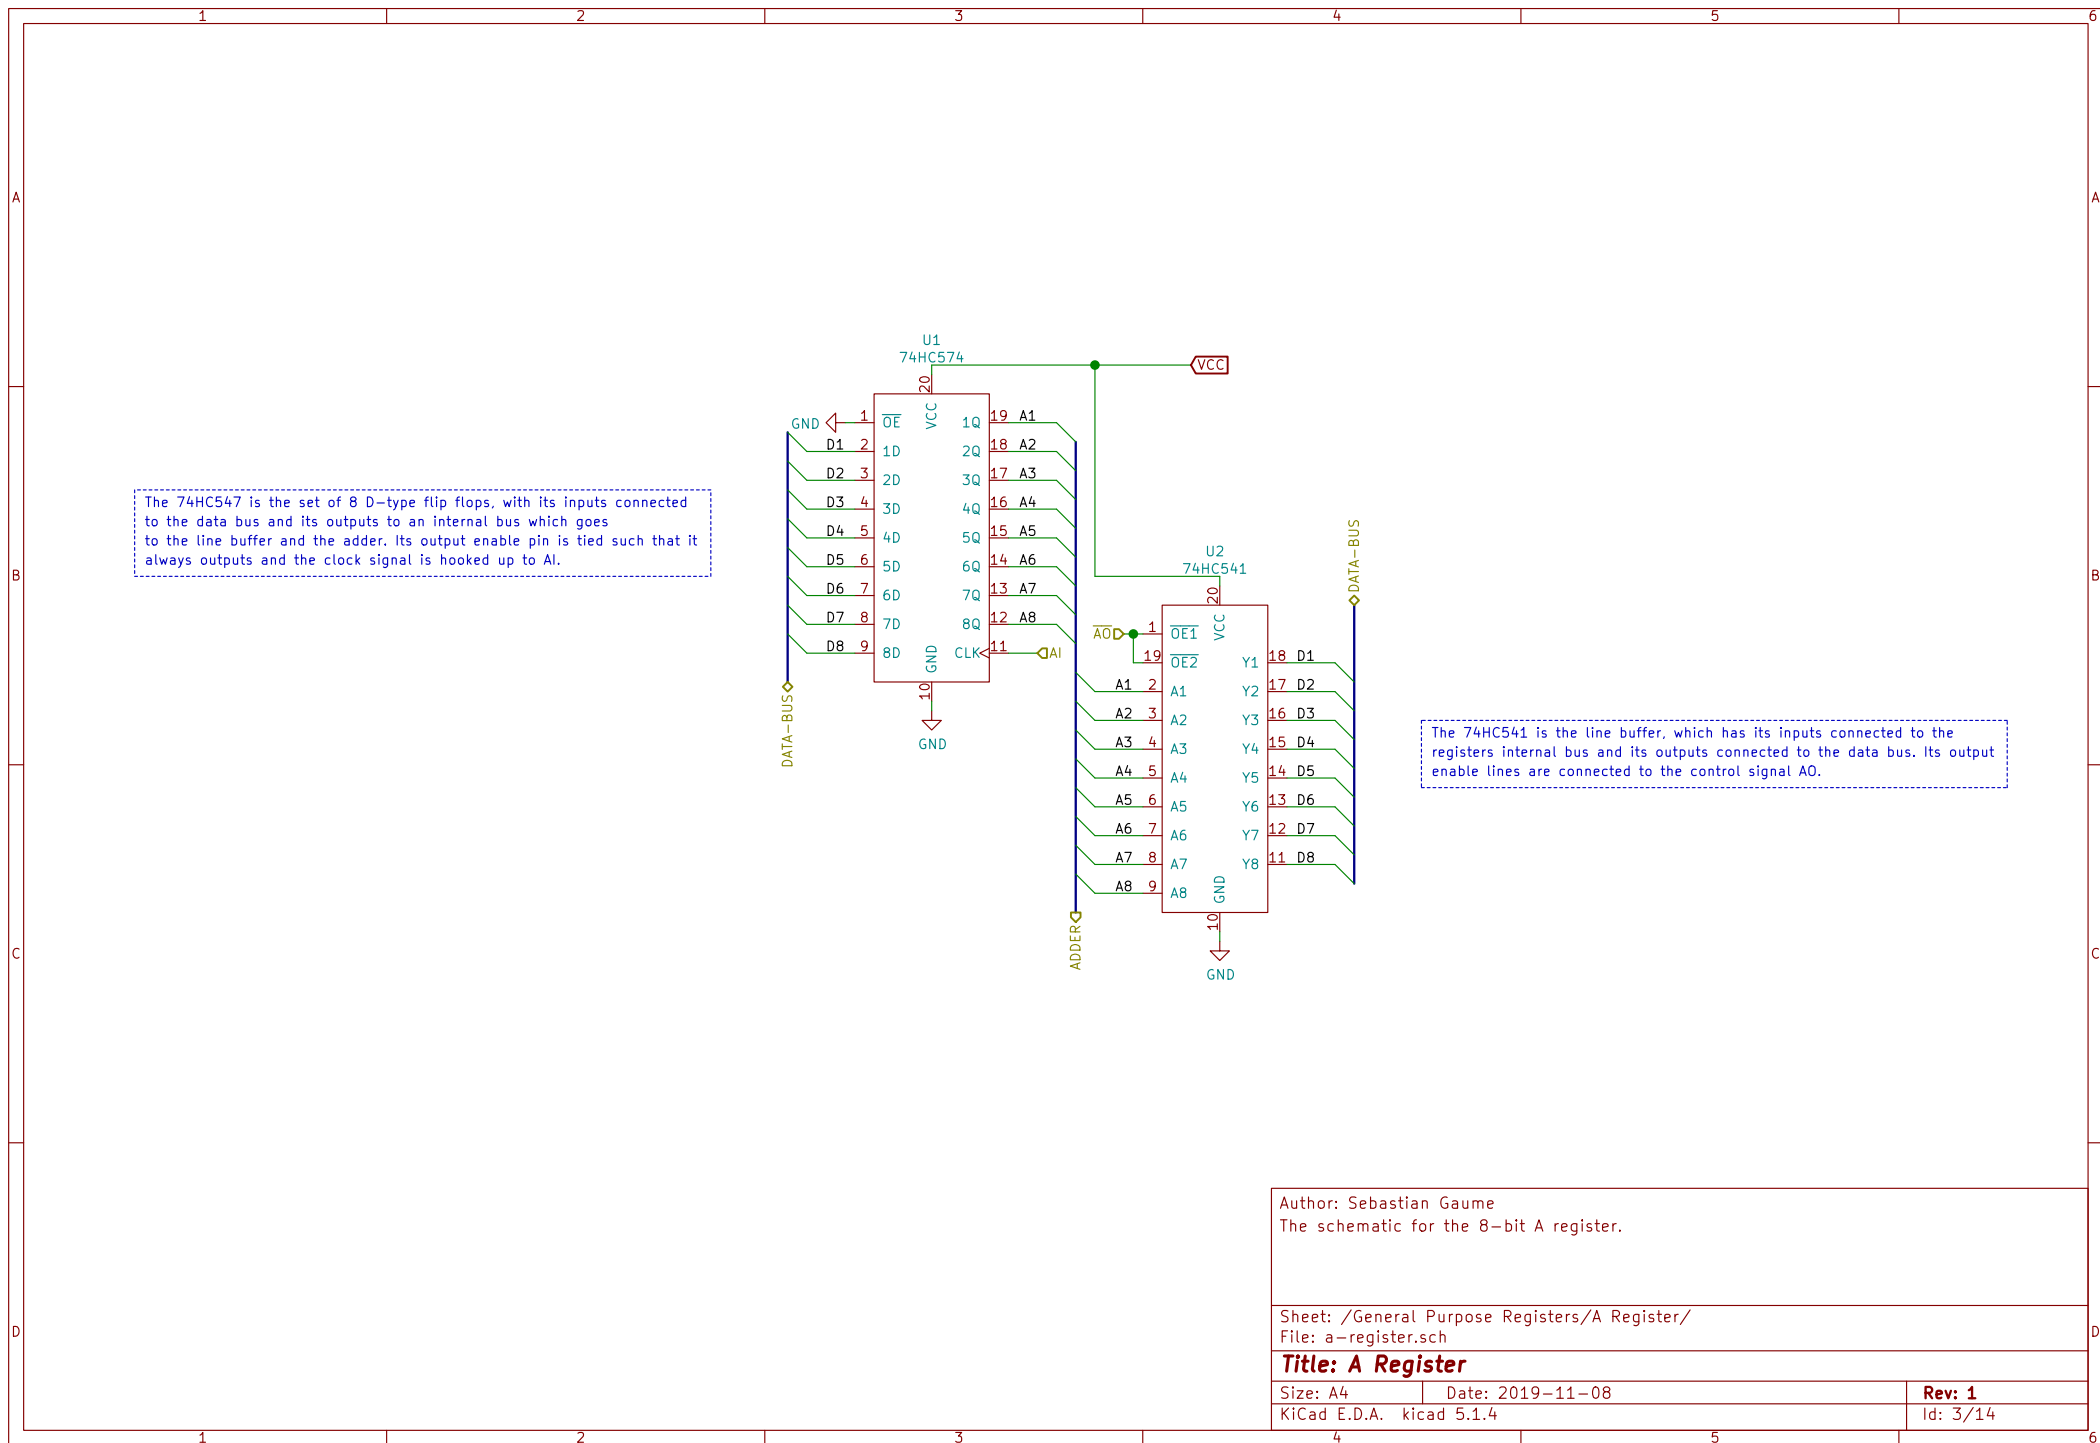 1 2 3 4 5 6
A A
U1
74HC574
VCC
20
VCC
GND 1 OE 1Q 19 A1
D1 2 1D 2Q 18 A2
D2 3 2D 3Q 17 A3
D3 4 3D 4Q 16 A4
D4 5 4D 5Q 15 A5
D5 6 5D 6Q 14 A6
D6 7 6D 7Q 13 A7
D7 8 7D 8Q 12 A8
D8 9 8D CLK 11 AI
GND
10
GND
DATA-BUS
The 74HC547 is the set of 8 D-type flip flops, with its inputs connected
to the data bus and its outputs to an internal bus which goes
to the line buffer and the adder. Its output enable pin is tied such that it
always outputs and the clock signal is hooked up to AI.
B B
U2
74HC541
DATA-BUS
20
VCC
AO 1 OE1
19 OE2 Y1 18 D1
A1 2 A1 Y2 17 D2
A2 3 A2 Y3 16 D3
A3 4 A3 Y4 15 D4
A4 5 A4 Y5 14 D5
A5 6 A5 Y6 13 D6
A6 7 A6 Y7 12 D7
A7 8 A7 Y8 11 D8
A8 9 A8
GND
10
GND
ADDER
The 74HC541 is the line buffer, which has its inputs connected to the
registers internal bus and its outputs connected to the data bus. Its output
enable lines are connected to the control signal AO.
C C
Author: Sebastian Gaume
The schematic for the 8-bit A register.
Sheet: /General Purpose Registers/A Register/
File: a-register.sch
D D
Title: A Register
Size: A4 Date: 2019-11-08 Rev: 1
KiCad E.D.A. kicad 5.1.4 Id: 3/14
1 2 3 4 5 6